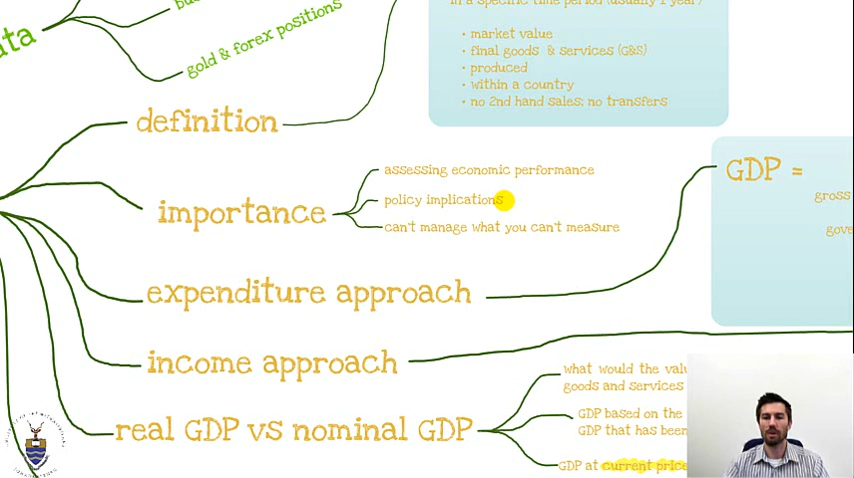 gold & forex positions
in a specific time period (usually 1 year)
• market value
• final goods & services (G&S)
• produced
• within a country
• no 2nd hand sales; no transfers
definition
importance
assessing economic performance
policy implications
can't manage what you can't measure
GDP =
gross
expenditure approach
income approach
real GDP vs nominal GDP
what would the
goods and services
GDP based on the
GDP that has been
GDP at current price